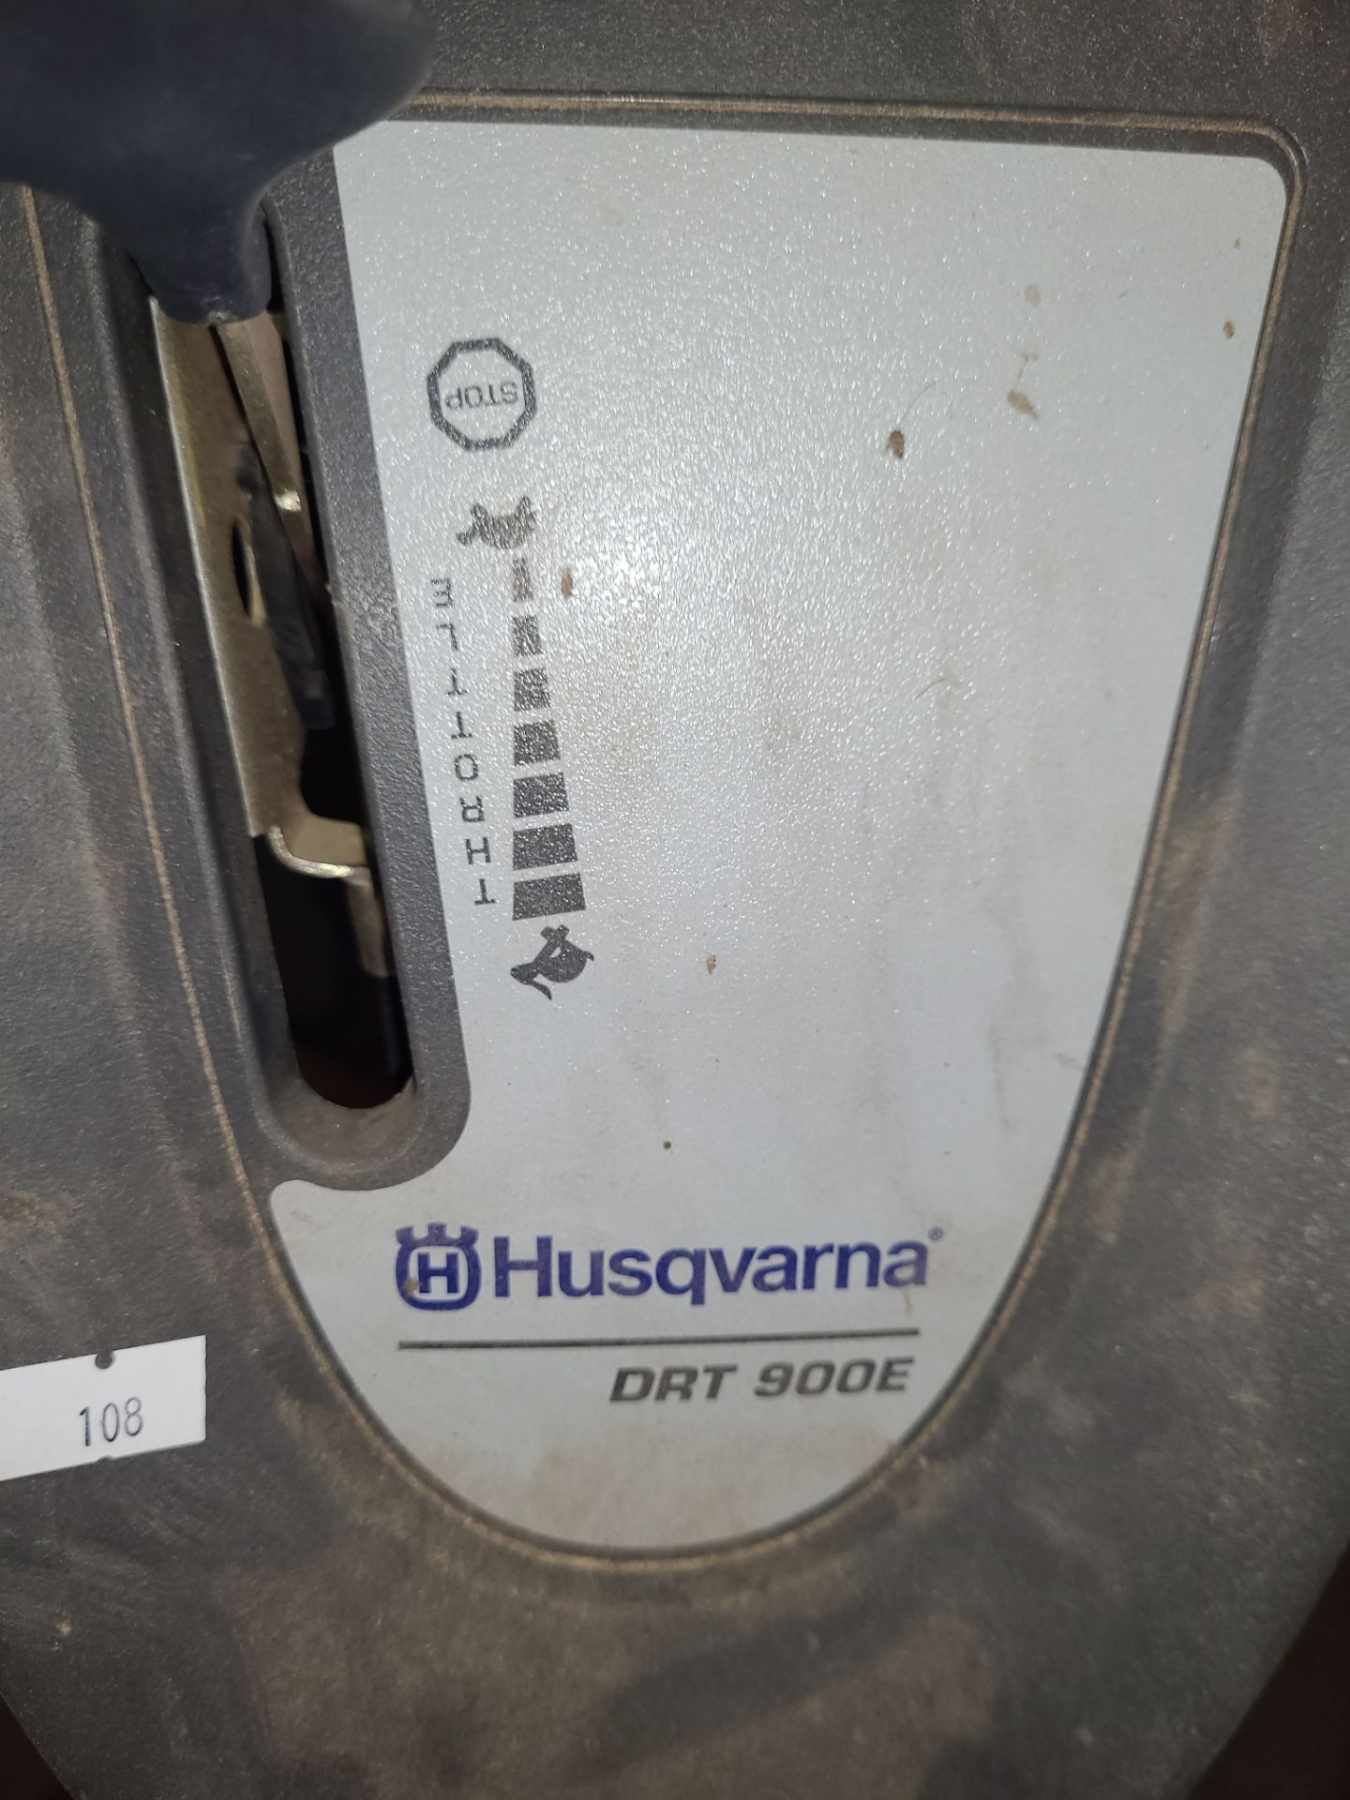 STOP
THROTTLE
H Husqvarna®
DRT 900E
108